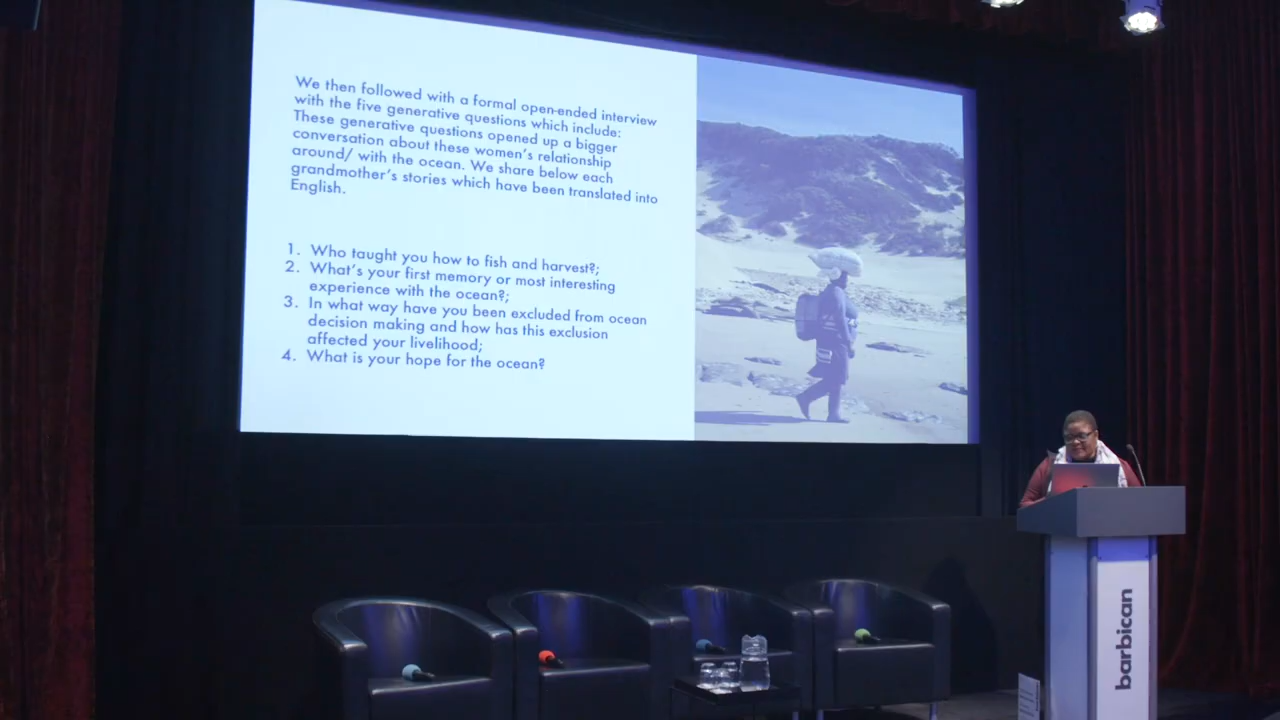 We then followed with a formal open-ended interview
with the five generative questions which include:
These generative questions opened up a bigger
conversation about these women's relationship
around/ with the ocean. We share below each
grandmother's stories which have been translated into
English.
1. Who taught you how to fish and harvest?;
2. What's your first memory or most interesting
experience with the ocean?;
3. In what way have you been excluded from ocean
decision making and how has this exclusion
affected your livelihood;
4. What is your hope for the ocean?
barbican